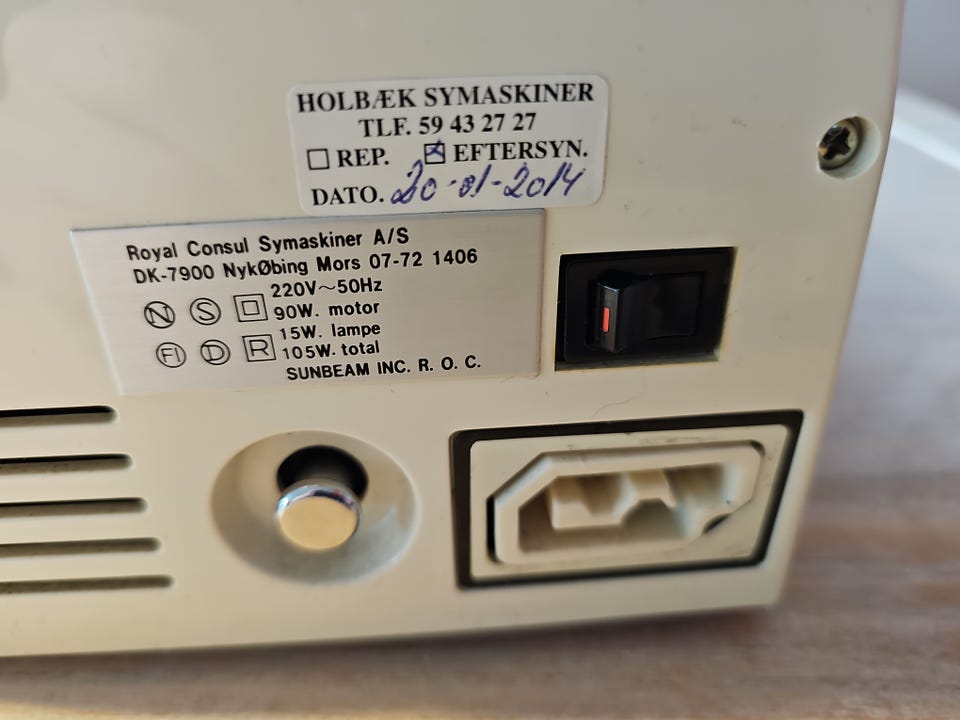 HOLBÆK SYMASKINER
TLF. 59 43 27 27
REP. EFTERSYN.
DATO. 20-01-2014
Royal Consul Symaskiner A/S
DK-7900 NykØbing Mors 07-72 1406
220V~50Hz
N S 90W. motor
15W. lampe
FI D R 105W. total
SUNBEAM INC. R. O. C.